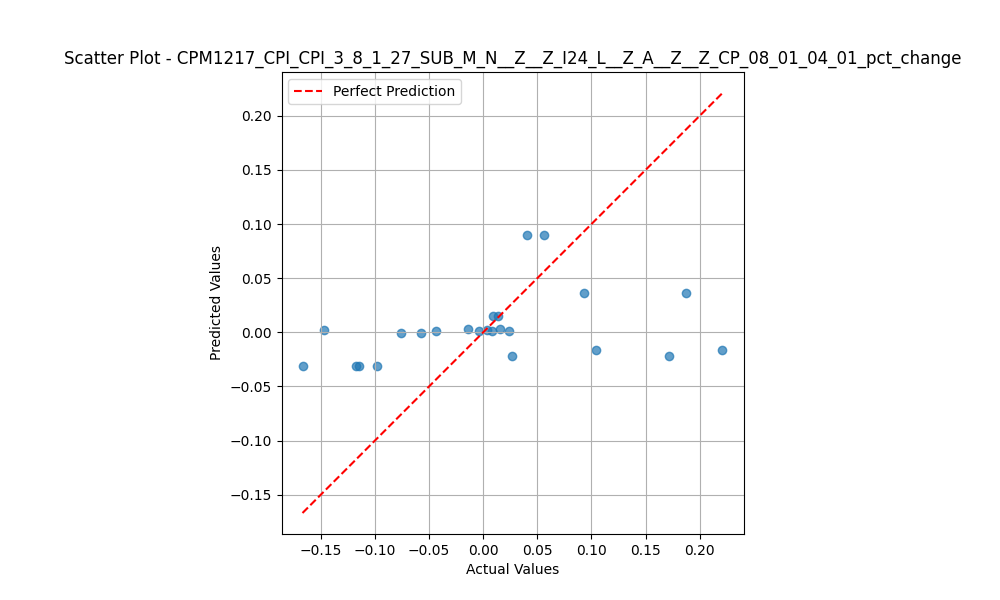 Scatter Plot - CPM1217_CPI_CPI_3_8_1_27_SUB_M_N__Z__Z_I24_L__Z_A__Z__Z_CP_08_01_04_01_pct_change
Perfect Prediction
0.20
0.15
0.10
0.05
0.00
−0.05
−0.10
−0.15
Predicted Values
−0.15 −0.10 −0.05 0.00 0.05 0.10 0.15 0.20
Actual Values